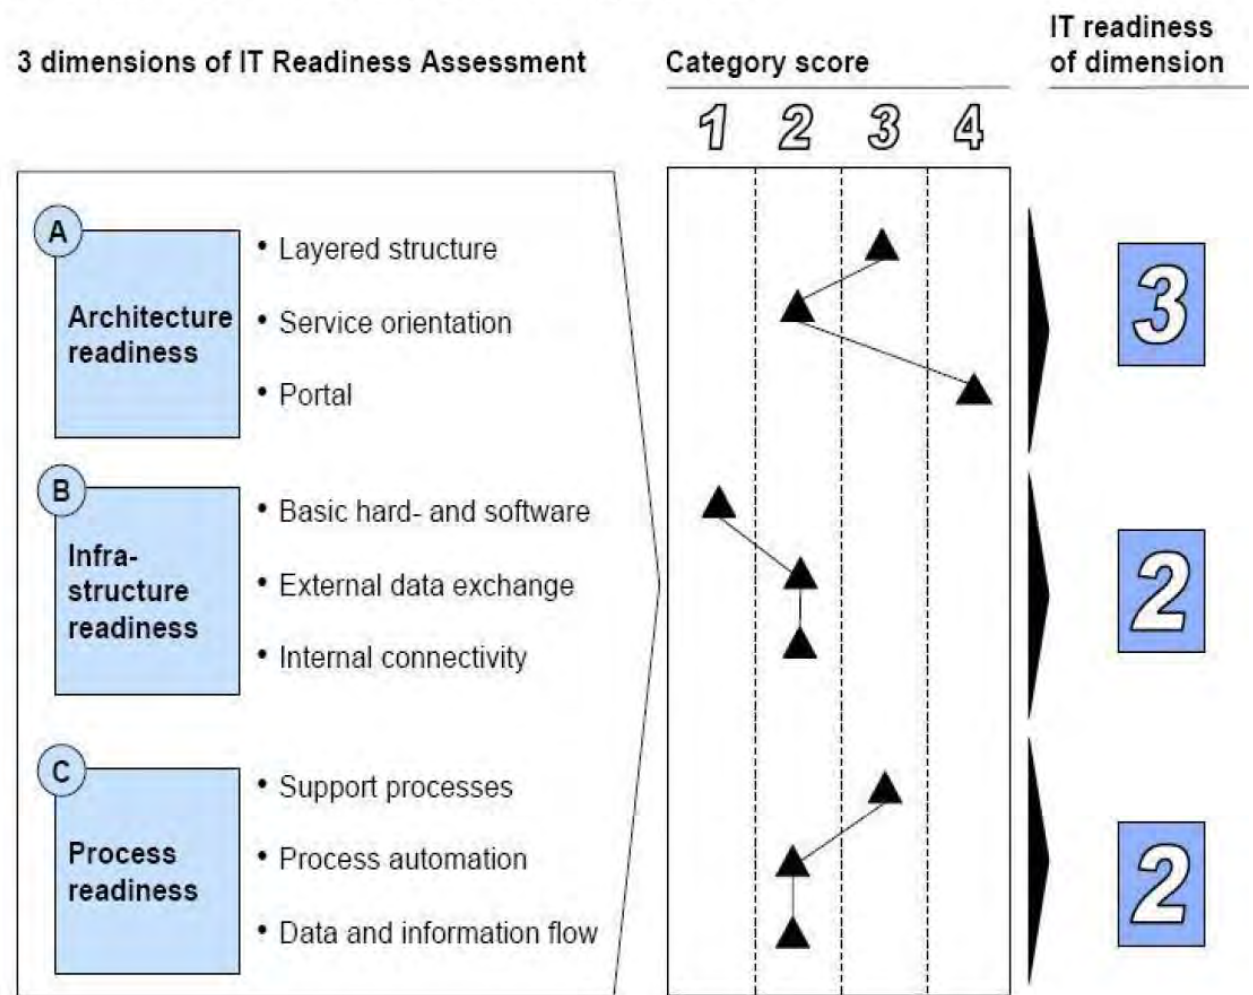 3 dimensions of IT Readiness Assessment
Category score
IT readiness
of dimension
1 2 3 4
A
Architecture
readiness
• Layered structure
• Service orientation
• Portal
3
B
Infra-
structure
readiness
• Basic hard- and software
• External data exchange
• Internal connectivity
2
C
Process
readiness
• Support processes
• Process automation
• Data and information flow
2